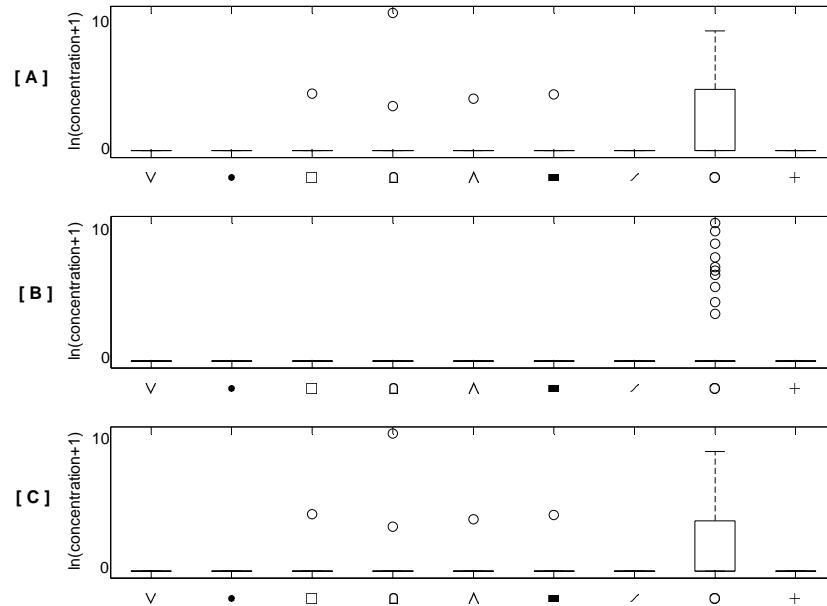 10
[ A ]
ln(concentration+1)
0
10
[ B ]
ln(concentration+1)
0
10
[ C ]
ln(concentration+1)
0